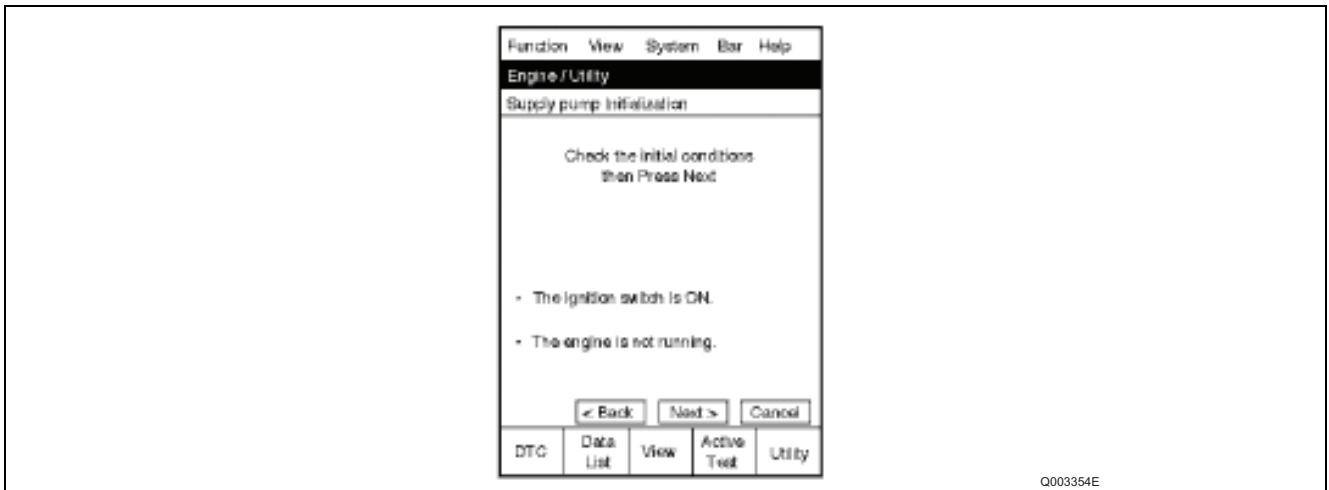 Function View System Bar Help
Engine / Utility
Supply pump Initialization
Check the initial conditions
then Press Next
- The ignition switch is ON.
- The engine is not running.
< Back Next > Cancel
DTC Data List View Active Test Utility
Q003354E